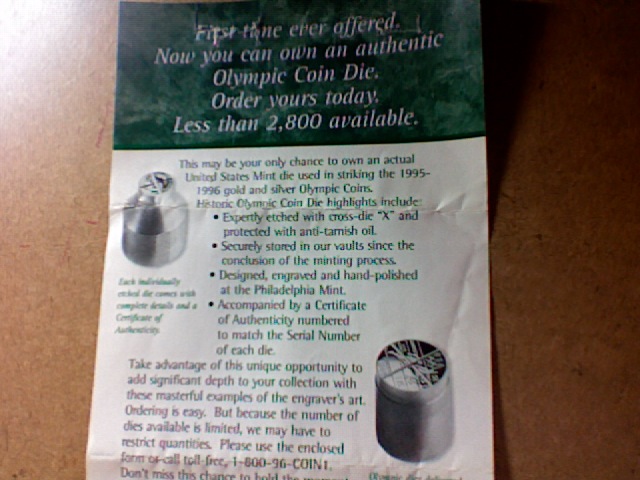 First time ever offered.
Now you can own an authentic
Olympic Coin Die.
Order yours today.
Less than 2,800 available.
This may be your only chance to own an actual
United States Mint die used in striking the 1995-
1996 gold and silver Olympic Coins.
Historic Olympic Coin Die highlights include:
• Expertly etched with cross-die "X" and
protected with anti-tarnish oil.
• Securely stored in our vaults since the
conclusion of the minting process.
• Designed, engraved and hand-polished
at the Philadelphia Mint.
• Accompanied by a Certificate
of Authenticity numbered
to match the Serial Number
of each die.
Each individually
etched die comes with
complete details and a
Certificate of
Authenticity.
Take advantage of this unique opportunity to
add significant depth to your collection with
these masterful examples of the engraver's art.
Ordering is easy. But because the number of
dies available is limited, we may have to
restrict quantities. Please use the enclosed
form or call toll-free, 1-800-96-COIN1.
Don't miss this chance to hold the
Olympic dies